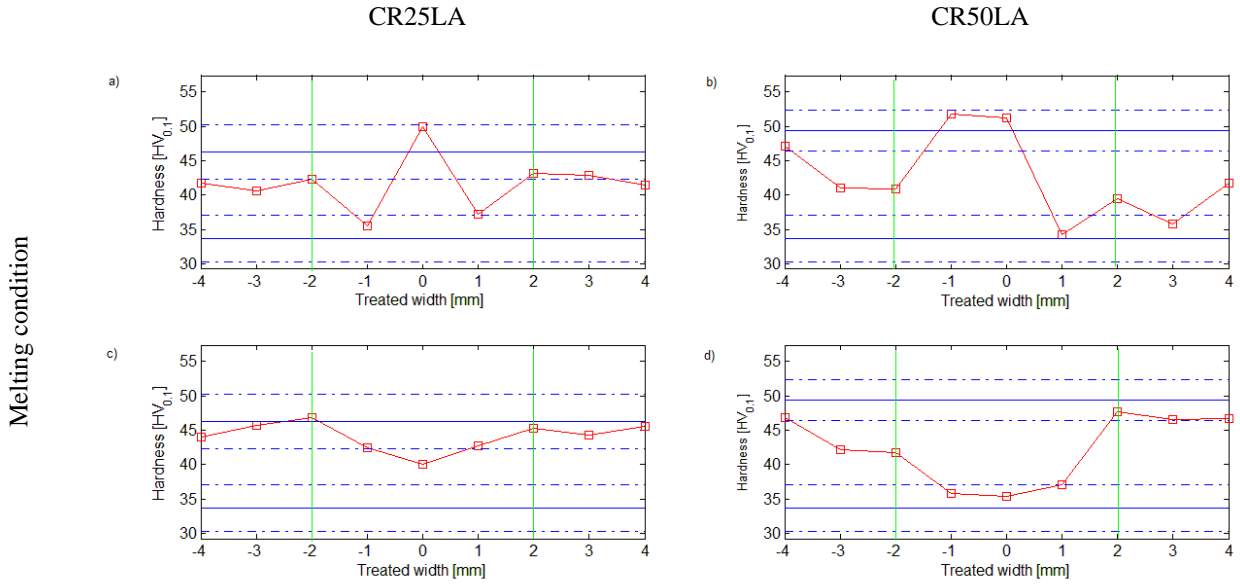 CR25LA
CR50LA
Melting condition
a)
Hardness [HV0,1]
55
50
45
40
35
30
-4 -3 -2 -1 0 1 2 3 4
Treated width [mm]
b)
Hardness [HV0,1]
55
50
45
40
35
30
-4 -3 -2 -1 0 1 2 3 4
Treated width [mm]
c)
Hardness [HV0,1]
55
50
45
40
35
30
-4 -3 -2 -1 0 1 2 3 4
Treated width [mm]
d)
Hardness [HV0,1]
55
50
45
40
35
30
-4 -3 -2 -1 0 1 2 3 4
Treated width [mm]